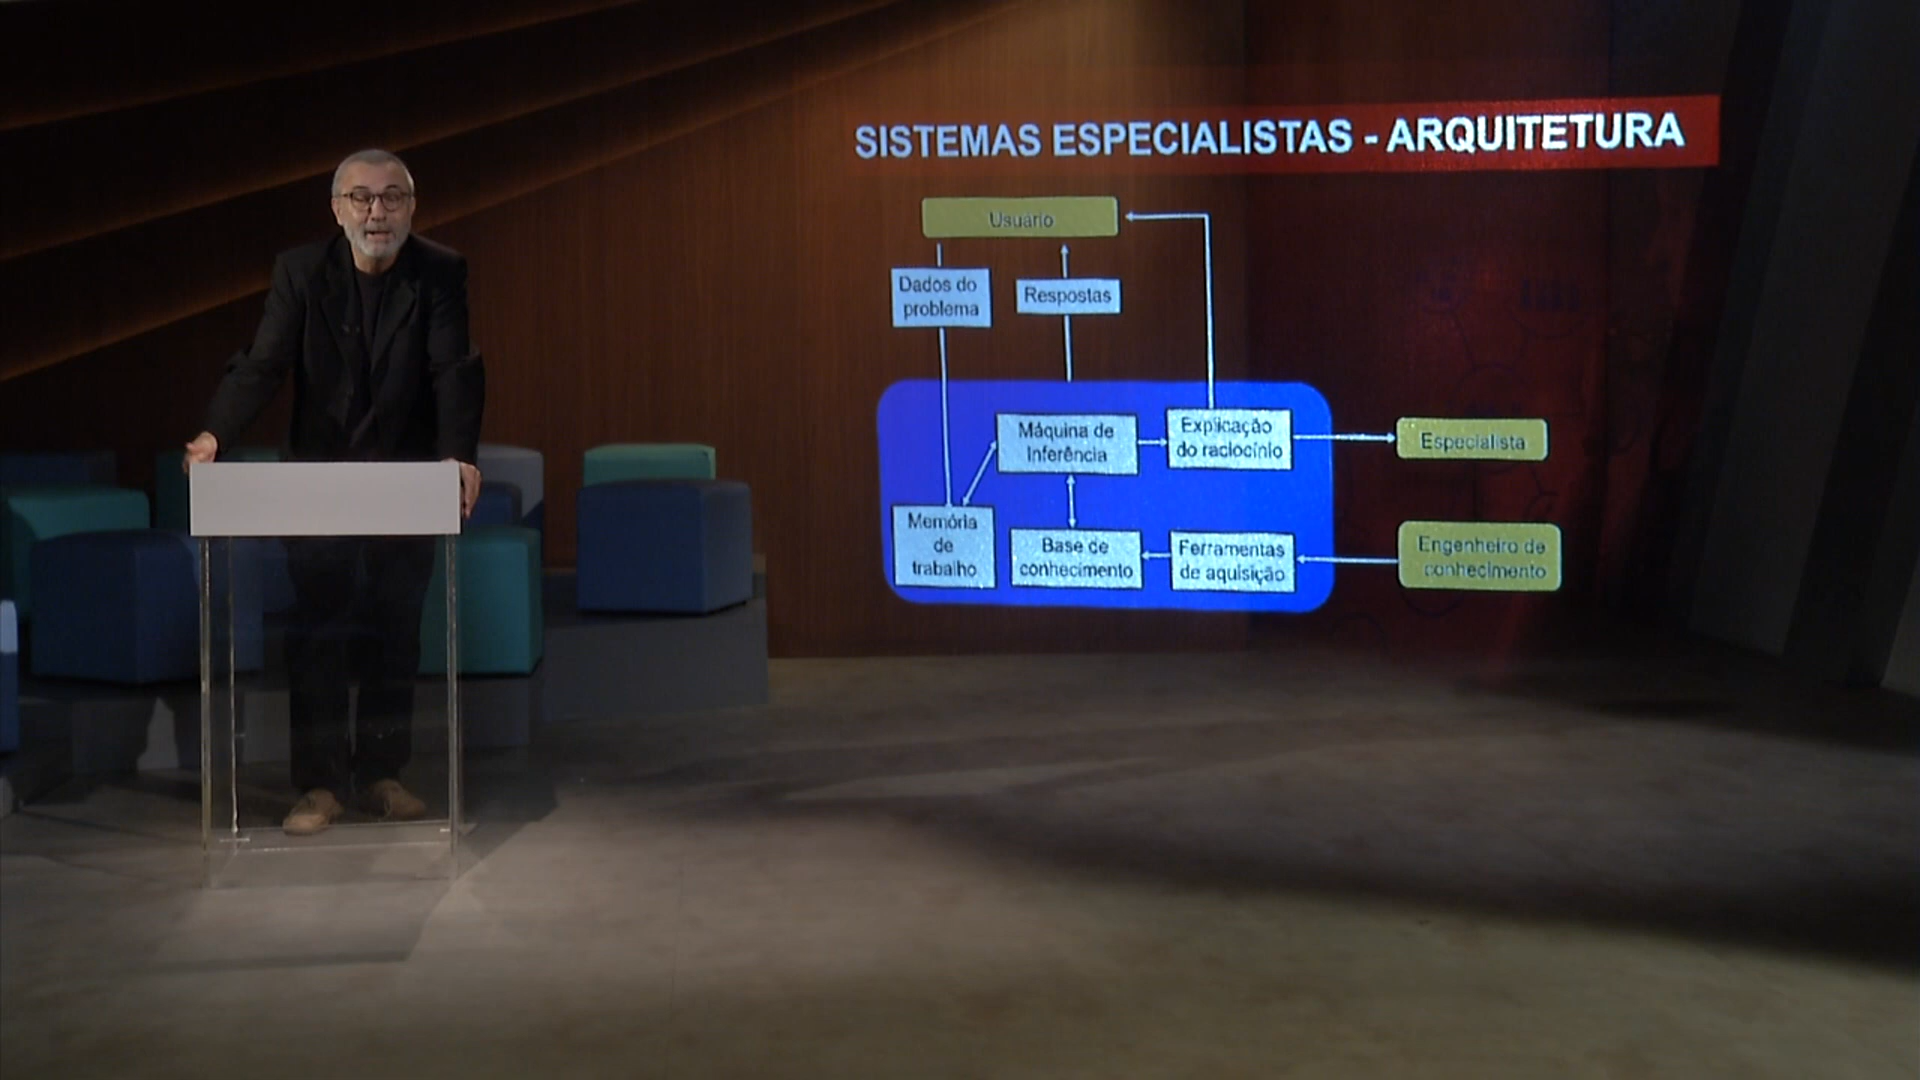 SISTEMAS ESPECIALISTAS - ARQUITETURA
Usuário
Dados do
problema
Respostas
Máquina de
Inferência
Explicação
do raciocínio
Especialista
Memória
de
trabalho
Base de
conhecimento
Ferramentas
de aquisição
Engenheiro de
conhecimento